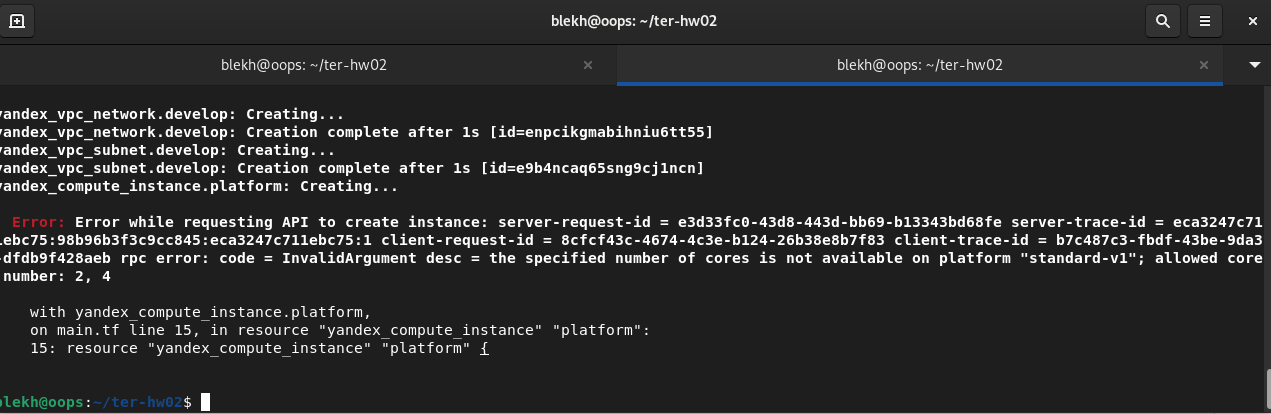 blekh@oops: ~/ter-hw02
blekh@oops: ~/ter-hw02 × blekh@oops: ~/ter-hw02 ×
yandex_vpc_network.develop: Creating...
yandex_vpc_network.develop: Creation complete after 1s [id=enpcikgmabihniu6tt55]
yandex_vpc_subnet.develop: Creating...
yandex_vpc_subnet.develop: Creation complete after 1s [id=e9b4ncaq65sng9cj1ncn]
yandex_compute_instance.platform: Creating...
Error: Error while requesting API to create instance: server-request-id = e3d33fc0-43d8-443d-bb69-b13343bd68fe server-trace-id = eca3247c71
1ebc75:98b96b3f3c9cc845:eca3247c711ebc75:1 client-request-id = 8cfcf43c-4674-4c3e-b124-26b38e8b7f83 client-trace-id = b7c487c3-fbdf-43be-9da3
-dfdb9f428aeb rpc error: code = InvalidArgument desc = the specified number of cores is not available on platform "standard-v1"; allowed core
number: 2, 4
with yandex_compute_instance.platform,
on main.tf line 15, in resource "yandex_compute_instance" "platform":
15: resource "yandex_compute_instance" "platform" {
blekh@oops:~/ter-hw02$